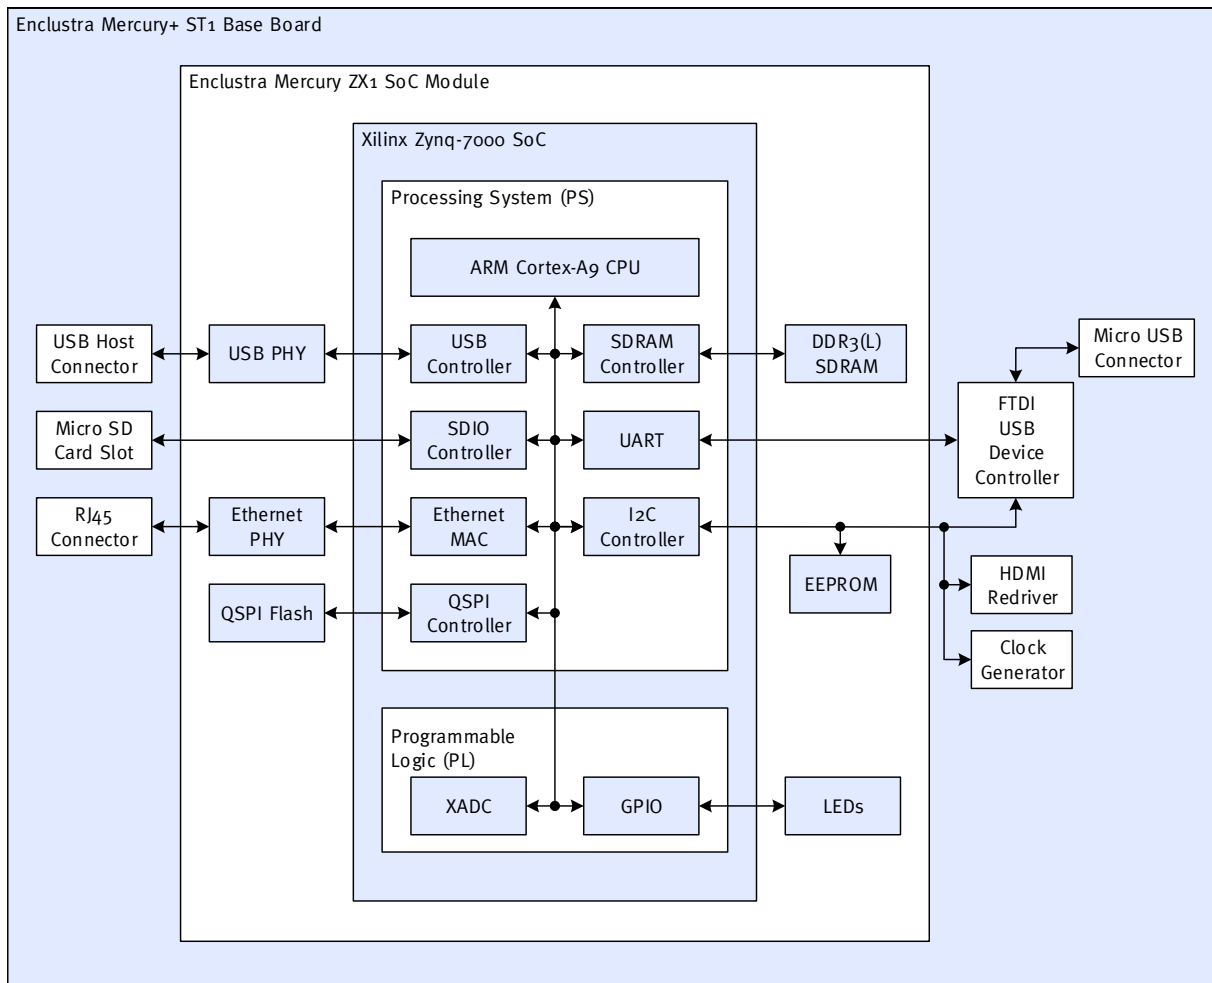 Enclustra Mercury+ ST1 Base Board
Enclustra Mercury ZX1 SoC Module
Xilinx Zynq-7000 SoC
Processing System (PS)
ARM Cortex-A9 CPU
USB Host
Connector
USB PHY
USB
Controller
SDRAM
Controller
DDR3(L)
SDRAM
Micro USB
Connector
Micro SD
Card Slot
SDIO
Controller
UART
FTDI
USB
Device
Controller
RJ45
Connector
Ethernet
PHY
Ethernet
MAC
I2C
Controller
EEPROM
HDMI
Redriver
QSPI Flash
QSPI
Controller
Clock
Generator
Programmable
Logic (PL)
XADC
GPIO
LEDs